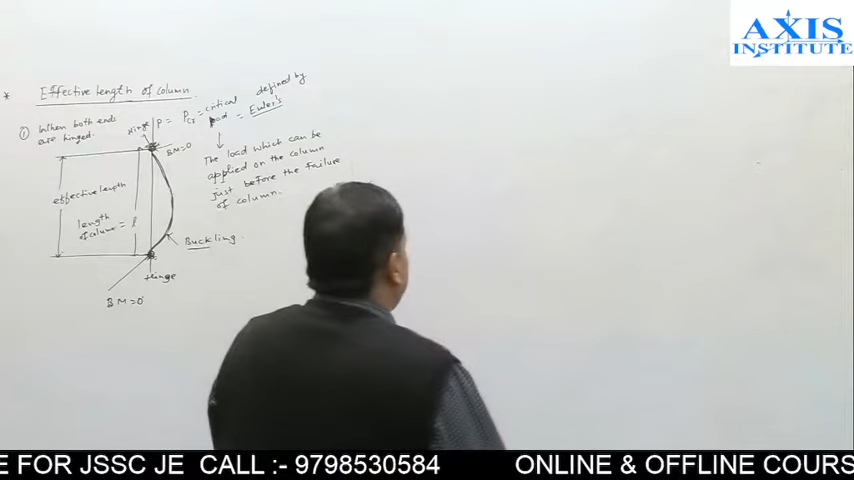 AXIS
INSTITUTE
* Effective length of column
① When both ends
are hinged.
Hinge
P = Pcr = critical
load = Euler's
defined by
BM=0
The load which can be
applied on the column
just before the failure
of column.
effective length
length
of column = l
Buckling.
Hinge
BM=0
E FOR JSSC JE CALL :- 9798530584 ONLINE & OFFLINE COURS